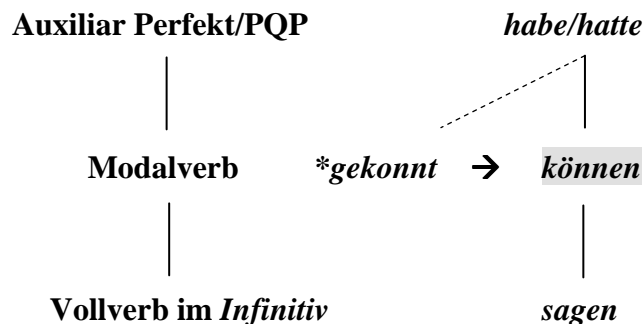 Auxiliar Perfekt/PQP habe/hatte
Modalverb *gekonnt → können
Vollverb im Infinitiv sagen